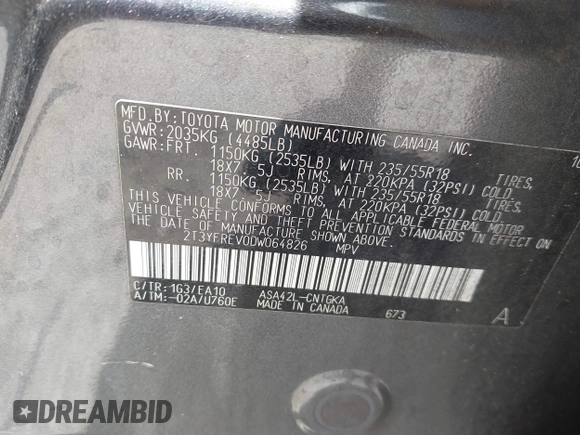 MFD. BY: TOYOTA MOTOR MANUFACTURING CANADA INC.
GVWR: 2035KG (4485LB)
GAWR: FRT. 1150KG (2535LB) WITH 235/55R18 TIRES,
18X7 5J RIMS, AT 220KPA (32PSI) COLD.
RR. 1150KG (2535LB) WITH 235/55R18 TIRES,
18X7 5J RIMS, AT 220KPA (32PSI) COLD.
THIS VEHICLE CONFORMS TO ALL APPLICABLE FEDERAL MOTOR
VEHICLE SAFETY AND THEFT PREVENTION STANDARDS IN EFFECT
ON THE DATE OF MANUFACTURE SHOWN ABOVE.
2T3YFREV0DW064826 MPV
C/TR: 1G3/EA10 ASA42L-CNTGKA
A/TM: -02A/U760E MADE IN CANADA 673 A
DREAMBID